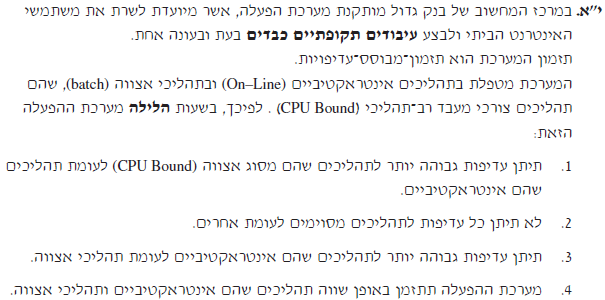 י״א. במרכז המחשוב של בנק גדול מותקנת מערכת הפעלה, אשר מיועדת לשרת את משתמשי
האינטרנט הביתי ולבצע עיבודים תקופתיים כבדים בעת ובעונה אחת.
תזמון המערכת הוא תזמון־מבוסס־עדיפויות.
המערכת מטפלת בתהליכים אינטראקטיביים (On–Line) ובתהליכי אצווה (batch), שהם
תהליכים צורכי מעבד רב־תהליכי (CPU Bound) . לפיכך, בשעות הלילה מערכת ההפעלה
הזאת:
1. תיתן עדיפות גבוהה יותר לתהליכים שהם מסוג אצווה (CPU Bound) לעומת תהליכים
שהם אינטראקטיביים.
2. לא תיתן כל עדיפות לתהליכים מסוימים לעומת אחרים.
3. תיתן עדיפות גבוהה יותר לתהליכים שהם אינטראקטיביים לעומת תהליכי אצווה.
4. מערכת ההפעלה תתזמן באופן שווה תהליכים שהם אינטראקטיביים ותהליכי אצווה.